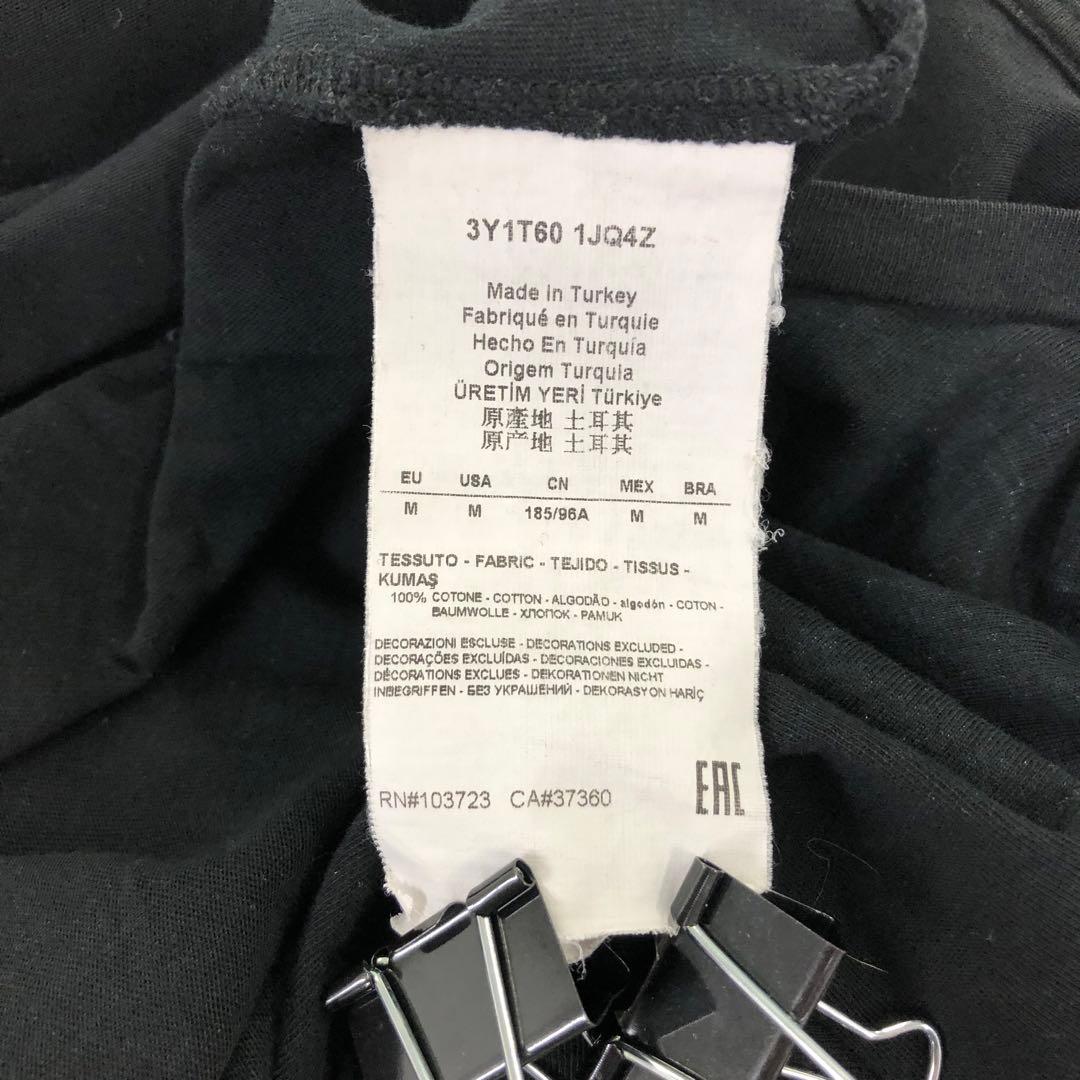 3Y1T60 1JQ4Z
Made in Turkey
Fabriqué en Turquie
Hecho En Turquía
Origem Turquia
ÜRETİM YERİ Türkiye
原產地 土耳其
原产地 土耳其
EU USA CN MEX BRA
M M 185/96A M M
TESSUTO - FABRIC - TEJIDO - TISSUS -
KUMAŞ
100% COTONE - COTTON - ALGODÃO - algodón - COTON -
BAUMWOLLE - ХЛОПОК - PAMUK
DECORAZIONI ESCLUSE - DECORATIONS EXCLUDED -
DECORAÇÕES EXCLUÍDAS - DECORACIONES EXCLUIDAS -
DÉCORATIONS EXCLUES - DEKORATIONEN NICHT
INBEGRIFFEN - БЕЗ УКРАШЕНИЙ - DEKORASYON HARİÇ
RN#103723 CA#37360
EAC